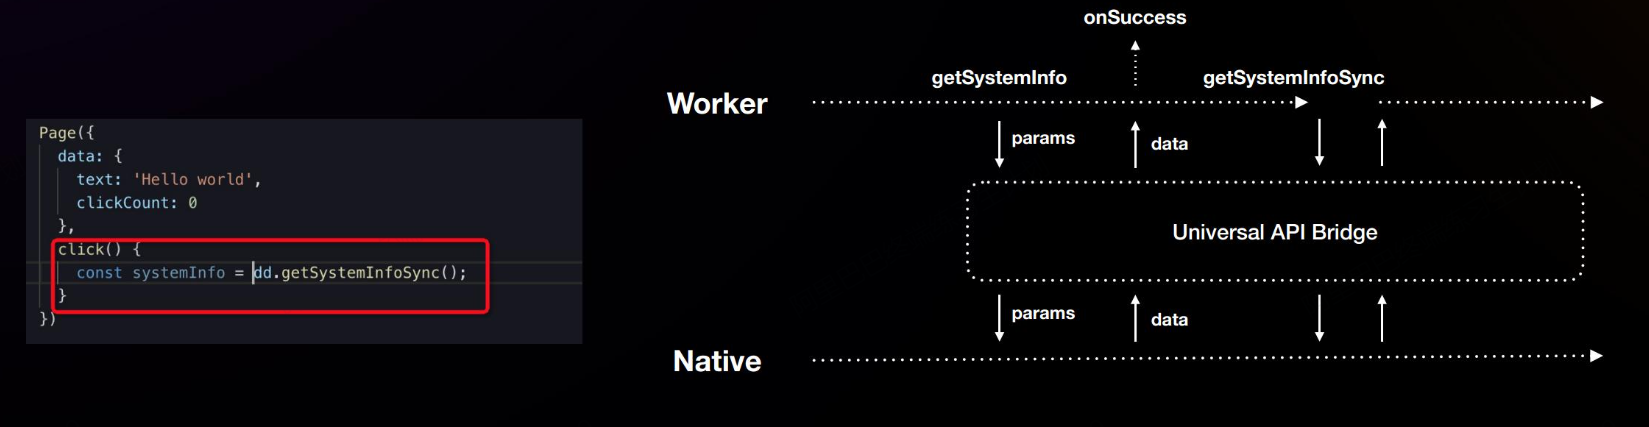 Page({
data: {
text: 'Hello world',
clickCount: 0
},
click() {
const systemInfo = dd.getSystemInfoSync();
}
})
onSuccess
getSystemInfo
getSystemInfoSync
Worker
params
data
Universal API Bridge
params
data
Native